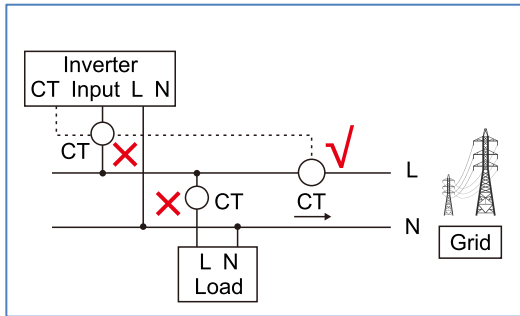 Inverter
CT Input L N
CT
L
CT
CT
N
Grid
L N
Load